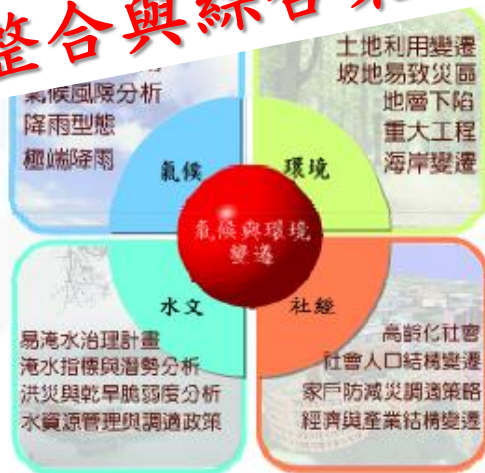 整合與綜合
氣候風險分析
降雨型態
極端降雨
氣候
土地利用變遷
坡地易致災區
地層下陷
重大工程
海岸變遷
環境
氣候與環境
變遷
水文
易淹水治理計畫
淹水指標與潛勢分析
洪災與乾旱脆弱度分析
水資源管理與調適政策
社經
高齡化社會
社會人口結構變遷
家戶防減災調適策略
經濟與產業結構變遷